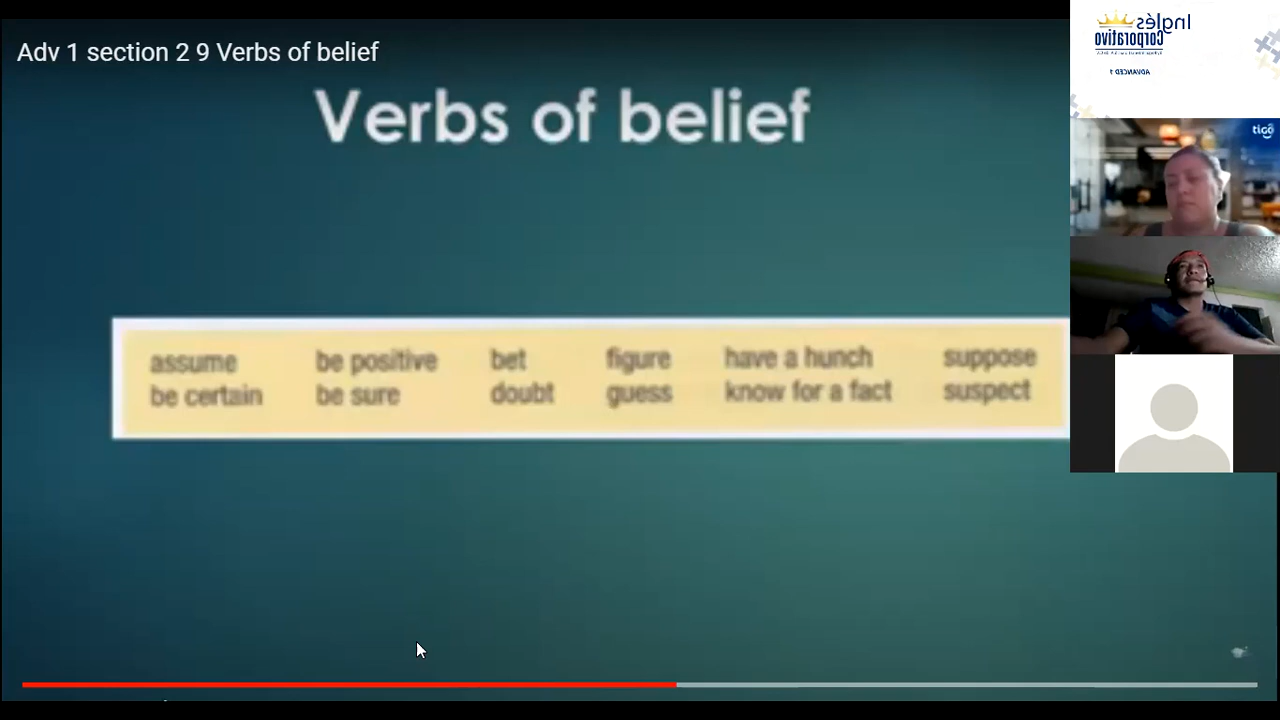 Adv 1 section 2 9 Verbs of belief
Verbs of belief
assume be positive bet figure have a hunch suppose
be certain be sure doubt guess know for a fact suspect
Inglés
Corporativo
ADVANCED 1
tigo